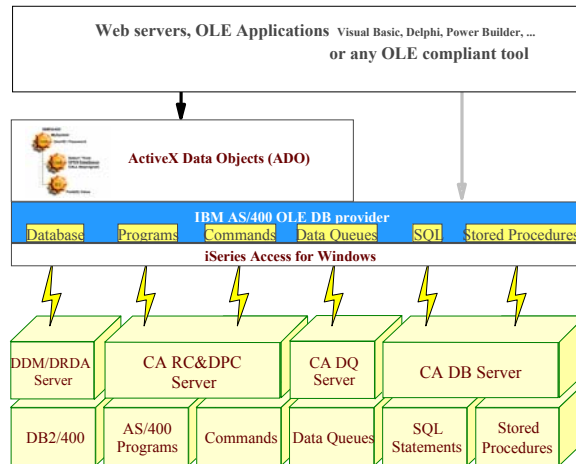 Web servers, OLE Applications Visual Basic, Delphi, Power Builder, ...
or any OLE compliant tool
ActiveX Data Objects (ADO)
IBM AS/400 OLE DB provider
Database Programs Commands Data Queues SQL Stored Procedures
iSeries Access for Windows
DDM/DRDA Server
CA RC&DPC Server
CA DQ Server
CA DB Server
DB2/400
AS/400 Programs
Commands
Data Queues
SQL Statements
Stored Procedures